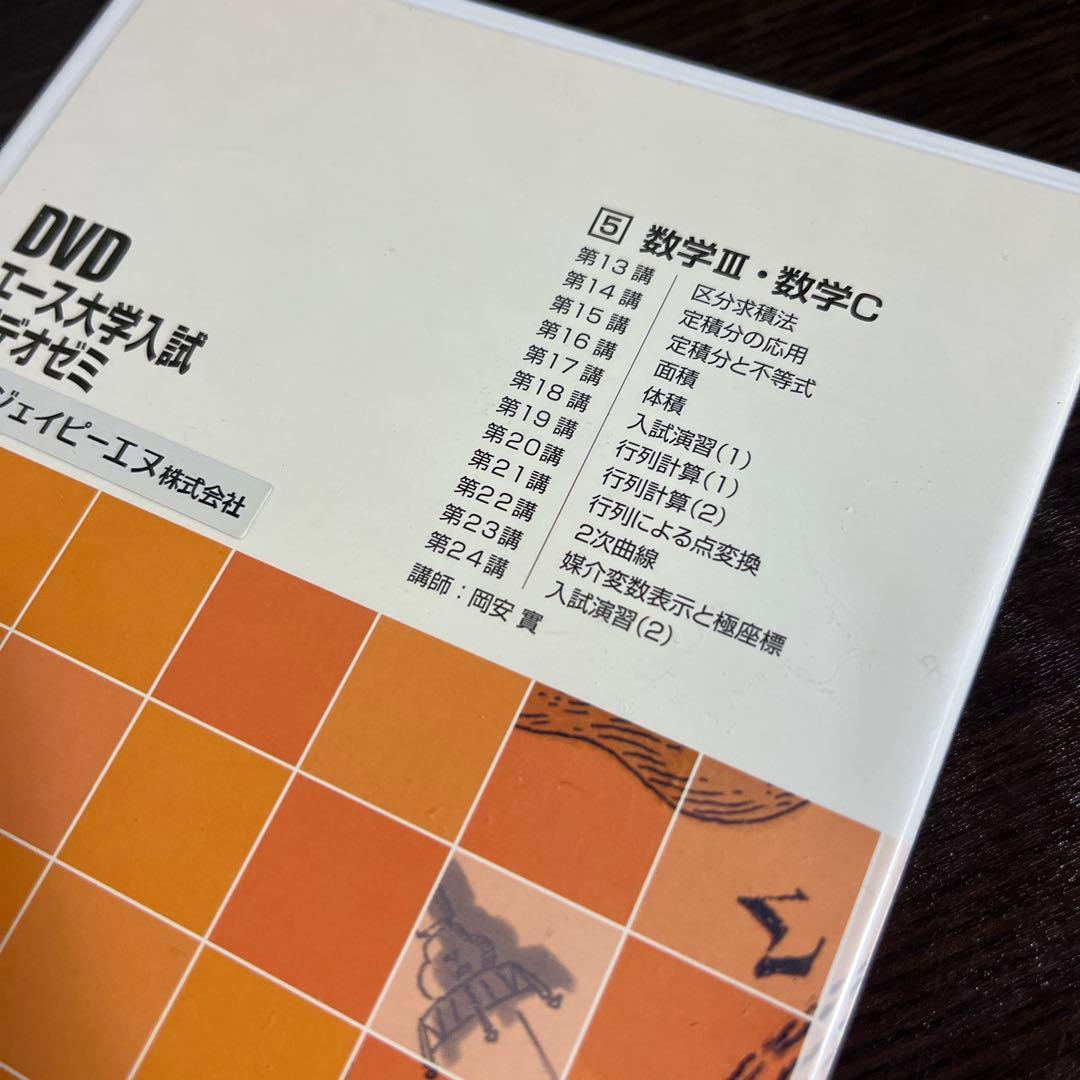 DVD
エース大学入試
デオゼミ
ジェイピーエヌ株式会社
5 数学Ⅲ・数学C
第13講 区分求積法
第14講 定積分の応用
第15講 定積分と不等式
第16講 面積
第17講 体積
第18講 入試演習(1)
第19講 行列計算(1)
第20講 行列計算(2)
第21講 行列による点変換
第22講 2次曲線
第23講 媒介変数表示と極座標
第24講 入試演習(2)
講師：岡安 實
Σ